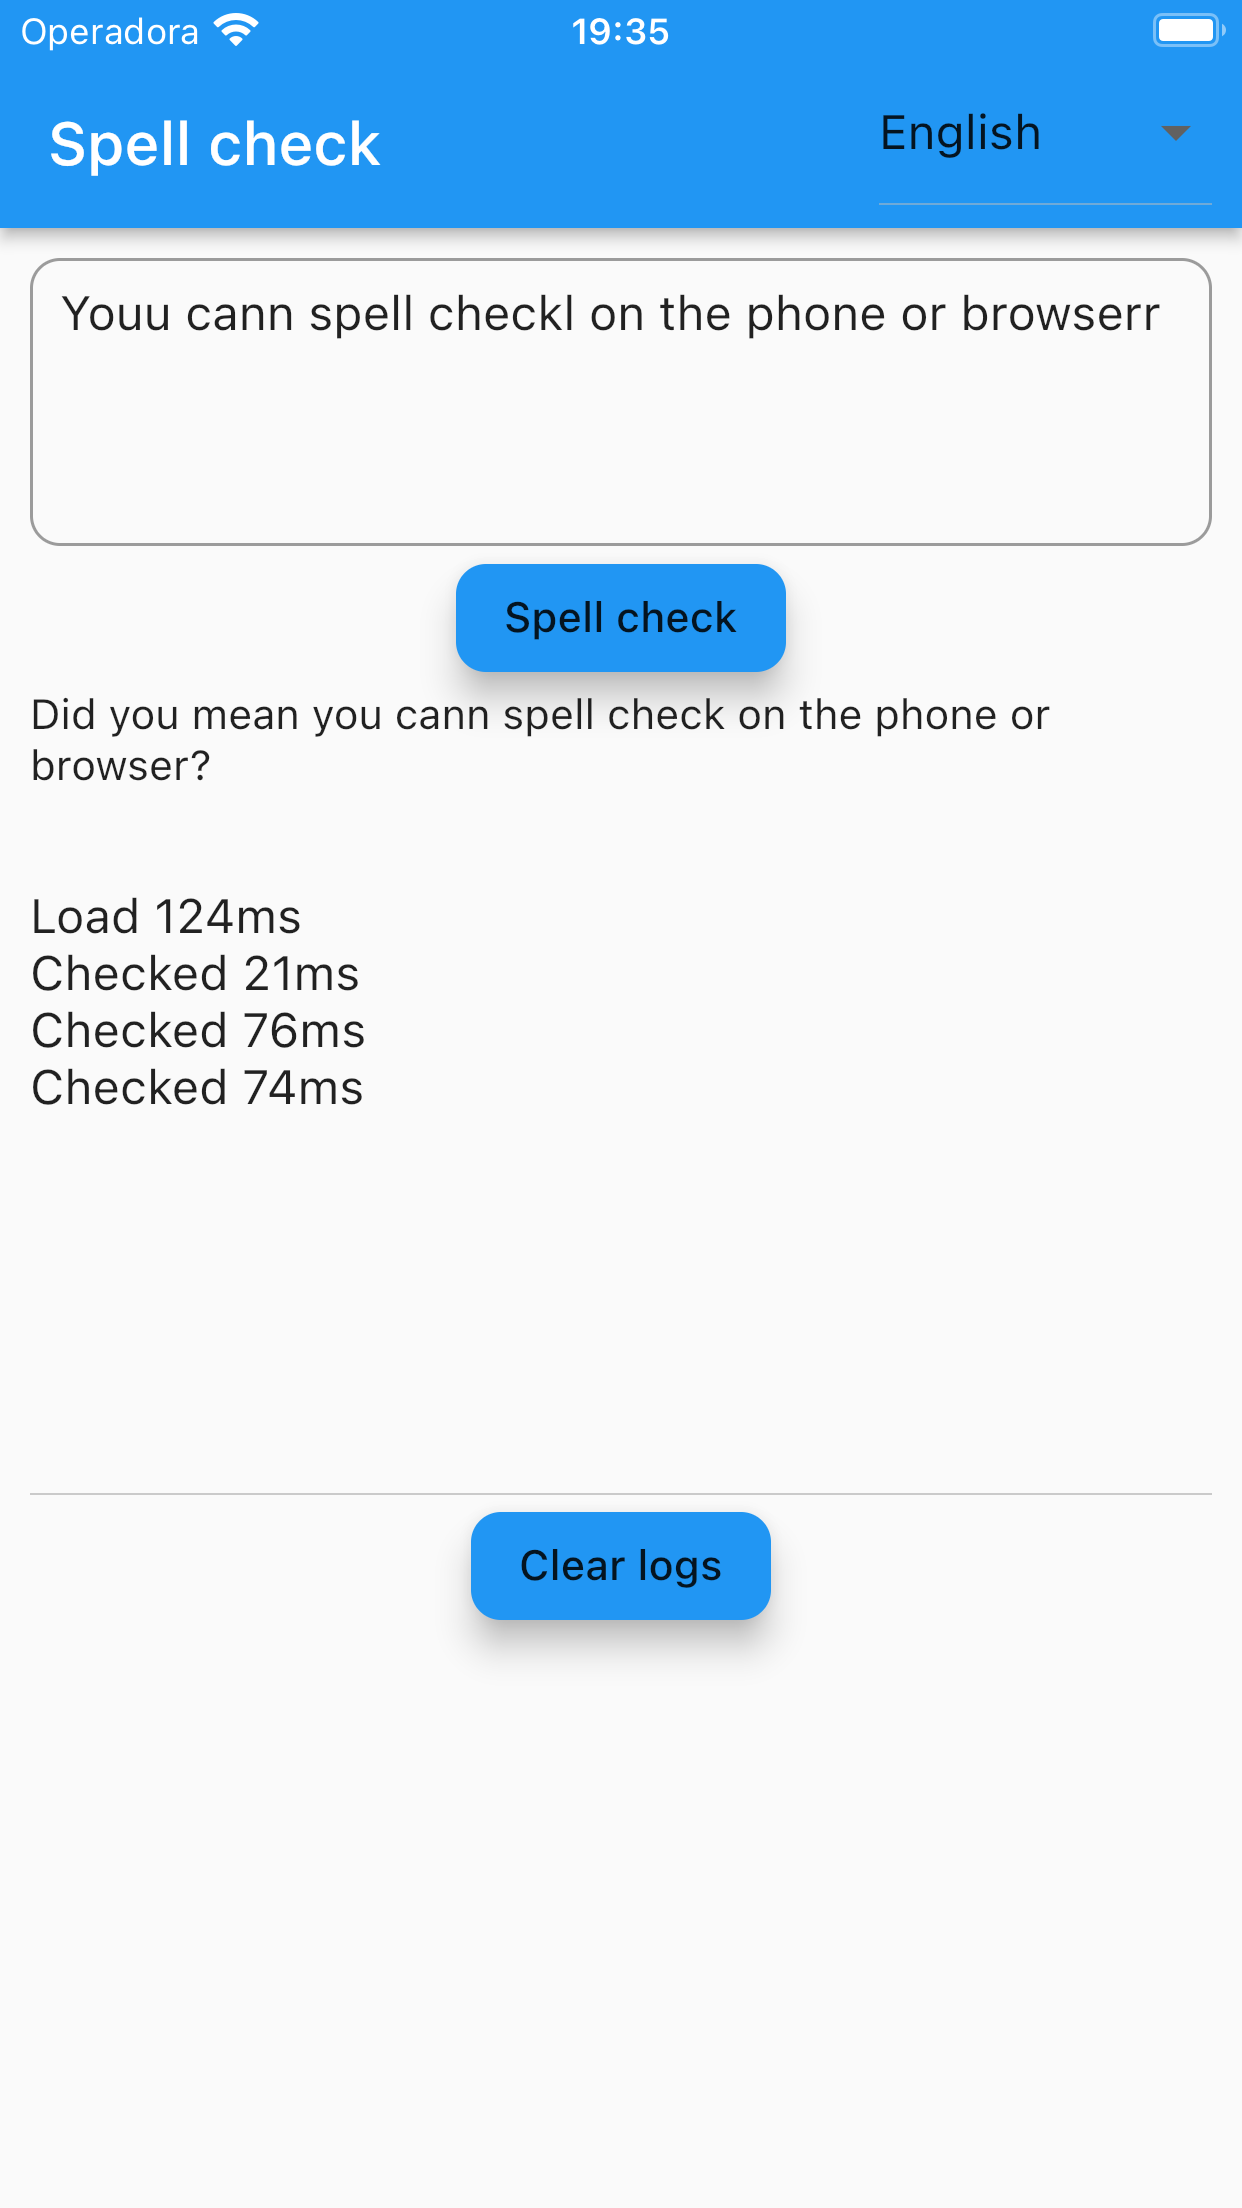 Operadora 19:35
Spell check
English
Youu cann spell checkl on the phone or browserr
Spell check
Did you mean you cann spell check on the phone or
browser?
Load 124ms
Checked 21ms
Checked 76ms
Checked 74ms
Clear logs